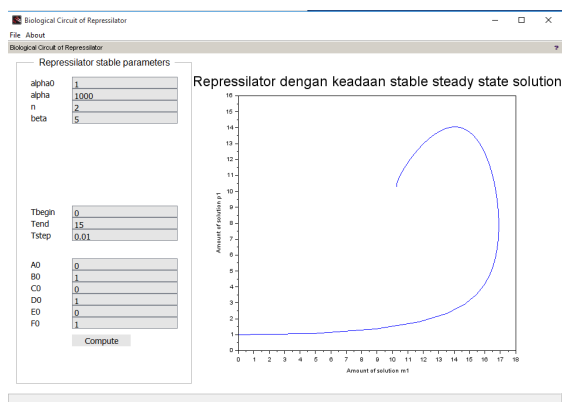 Biological Circuit of Repressilator
File About
Biological Circuit of Repressilator ?
Repressilator stable parameters
alpha0 1
alpha 1000
n 2
beta 5
Tbegin 0
Tend 15
Tstep 0.01
A0 0
B0 1
C0 0
D0 1
E0 0
F0 1
Compute
Repressilator dengan keadaan stable steady state solution
16
15
14
13
12
11
10
9
8
7
6
5
4
3
2
1
0
Amount of solution p1
0 1 2 3 4 5 6 7 8 9 10 11 12 13 14 15 16 17 18
Amount of solution m1